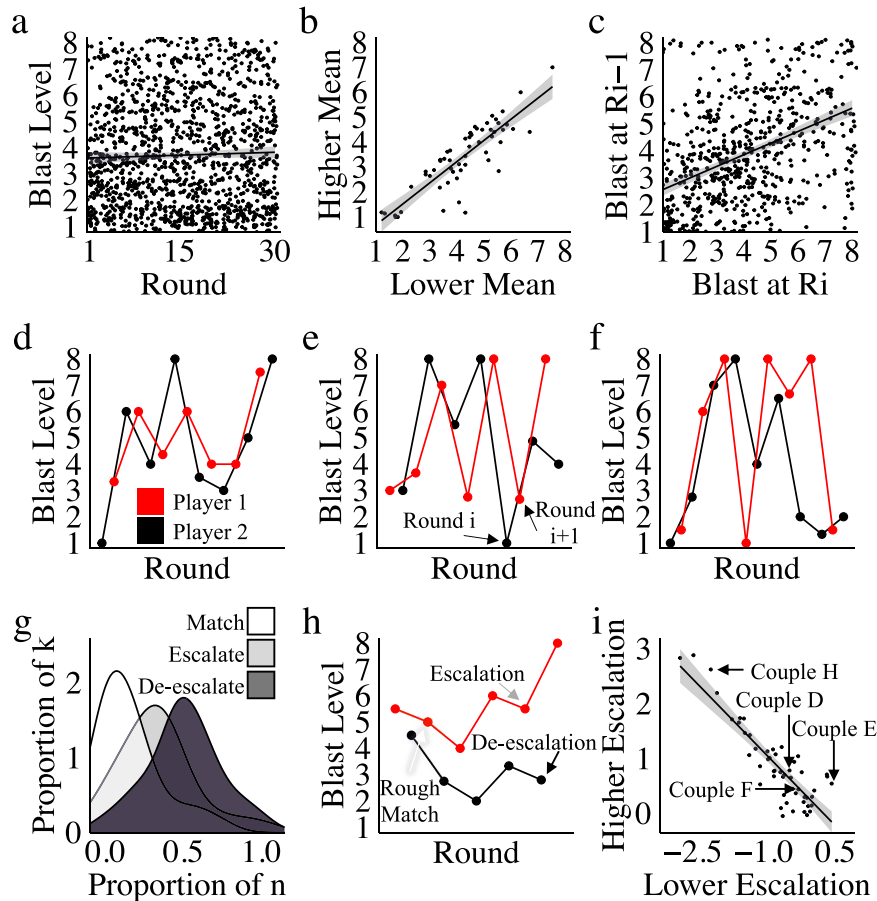 a
Blast Level
8
7
6
5
4
3
2
1
1
15
30
Round
b
Higher Mean
8
7
6
5
4
3
2
1
1 2 3 4 5 6 7 8
Lower Mean
c
Blast at Ri−1
8
7
6
5
4
3
2
1
1 2 3 4 5 6 7 8
Blast at Ri
d
Blast Level
8
7
6
5
4
3
2
1
Player 1
Player 2
Round
e
Blast Level
8
7
6
5
4
3
2
1
Round i
Round
i+1
Round
f
Blast Level
8
7
6
5
4
3
2
1
Round
g
Proportion of k
2
1
0
Match
Escalate
De-escalate
0.0 0.5 1.0
Proportion of n
h
Blast Level
8
7
6
5
4
3
2
1
Escalation
De-escalation
Rough
Match
Round
i
Higher Escalation
3
2
1
0
Couple H
Couple D
Couple E
Couple F
−2.5 −1.0 0.5
Lower Escalation